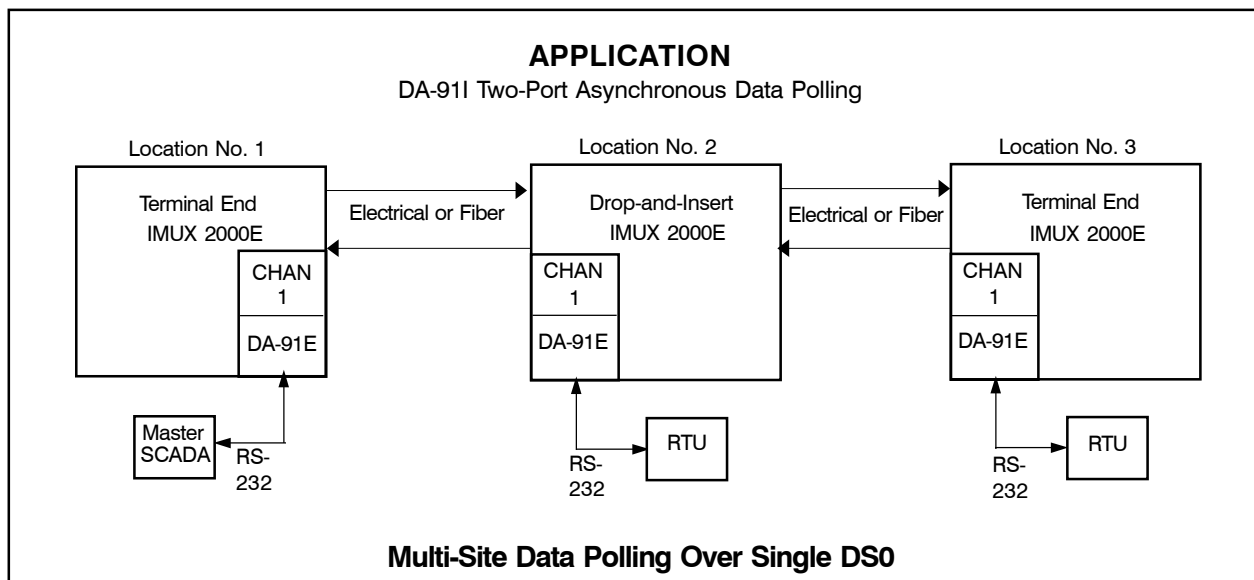 APPLICATION
DA-91I Two-Port Asynchronous Data Polling
Location No. 1
Location No. 2
Location No. 3
Terminal End
IMUX 2000E
Electrical or Fiber
Drop-and-Insert
IMUX 2000E
Electrical or Fiber
Terminal End
IMUX 2000E
CHAN
1
DA-91E
CHAN
1
DA-91E
CHAN
1
DA-91E
Master
SCADA
RS-
232
RS-
232
RTU
RS-
232
RTU
Multi-Site Data Polling Over Single DS0